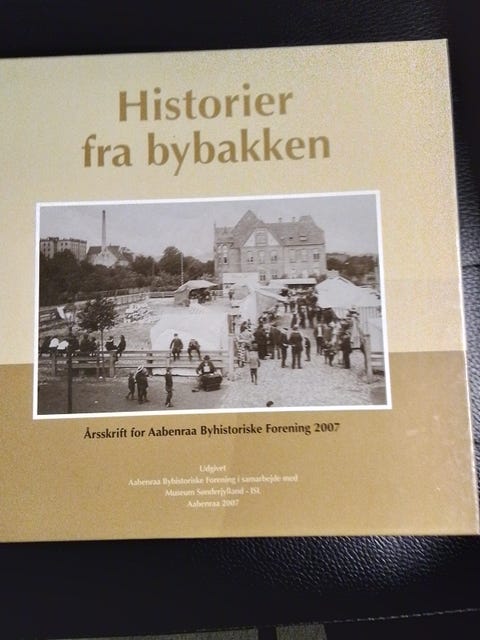 Historier
fra bybakken
Årsskrift for Aabenraa Byhistoriske Forening 2007
Udgivet
Aabenraa Byhistoriske Forening i samarbejde med
Museum Sønderjylland - ISL
Aabenraa 2007